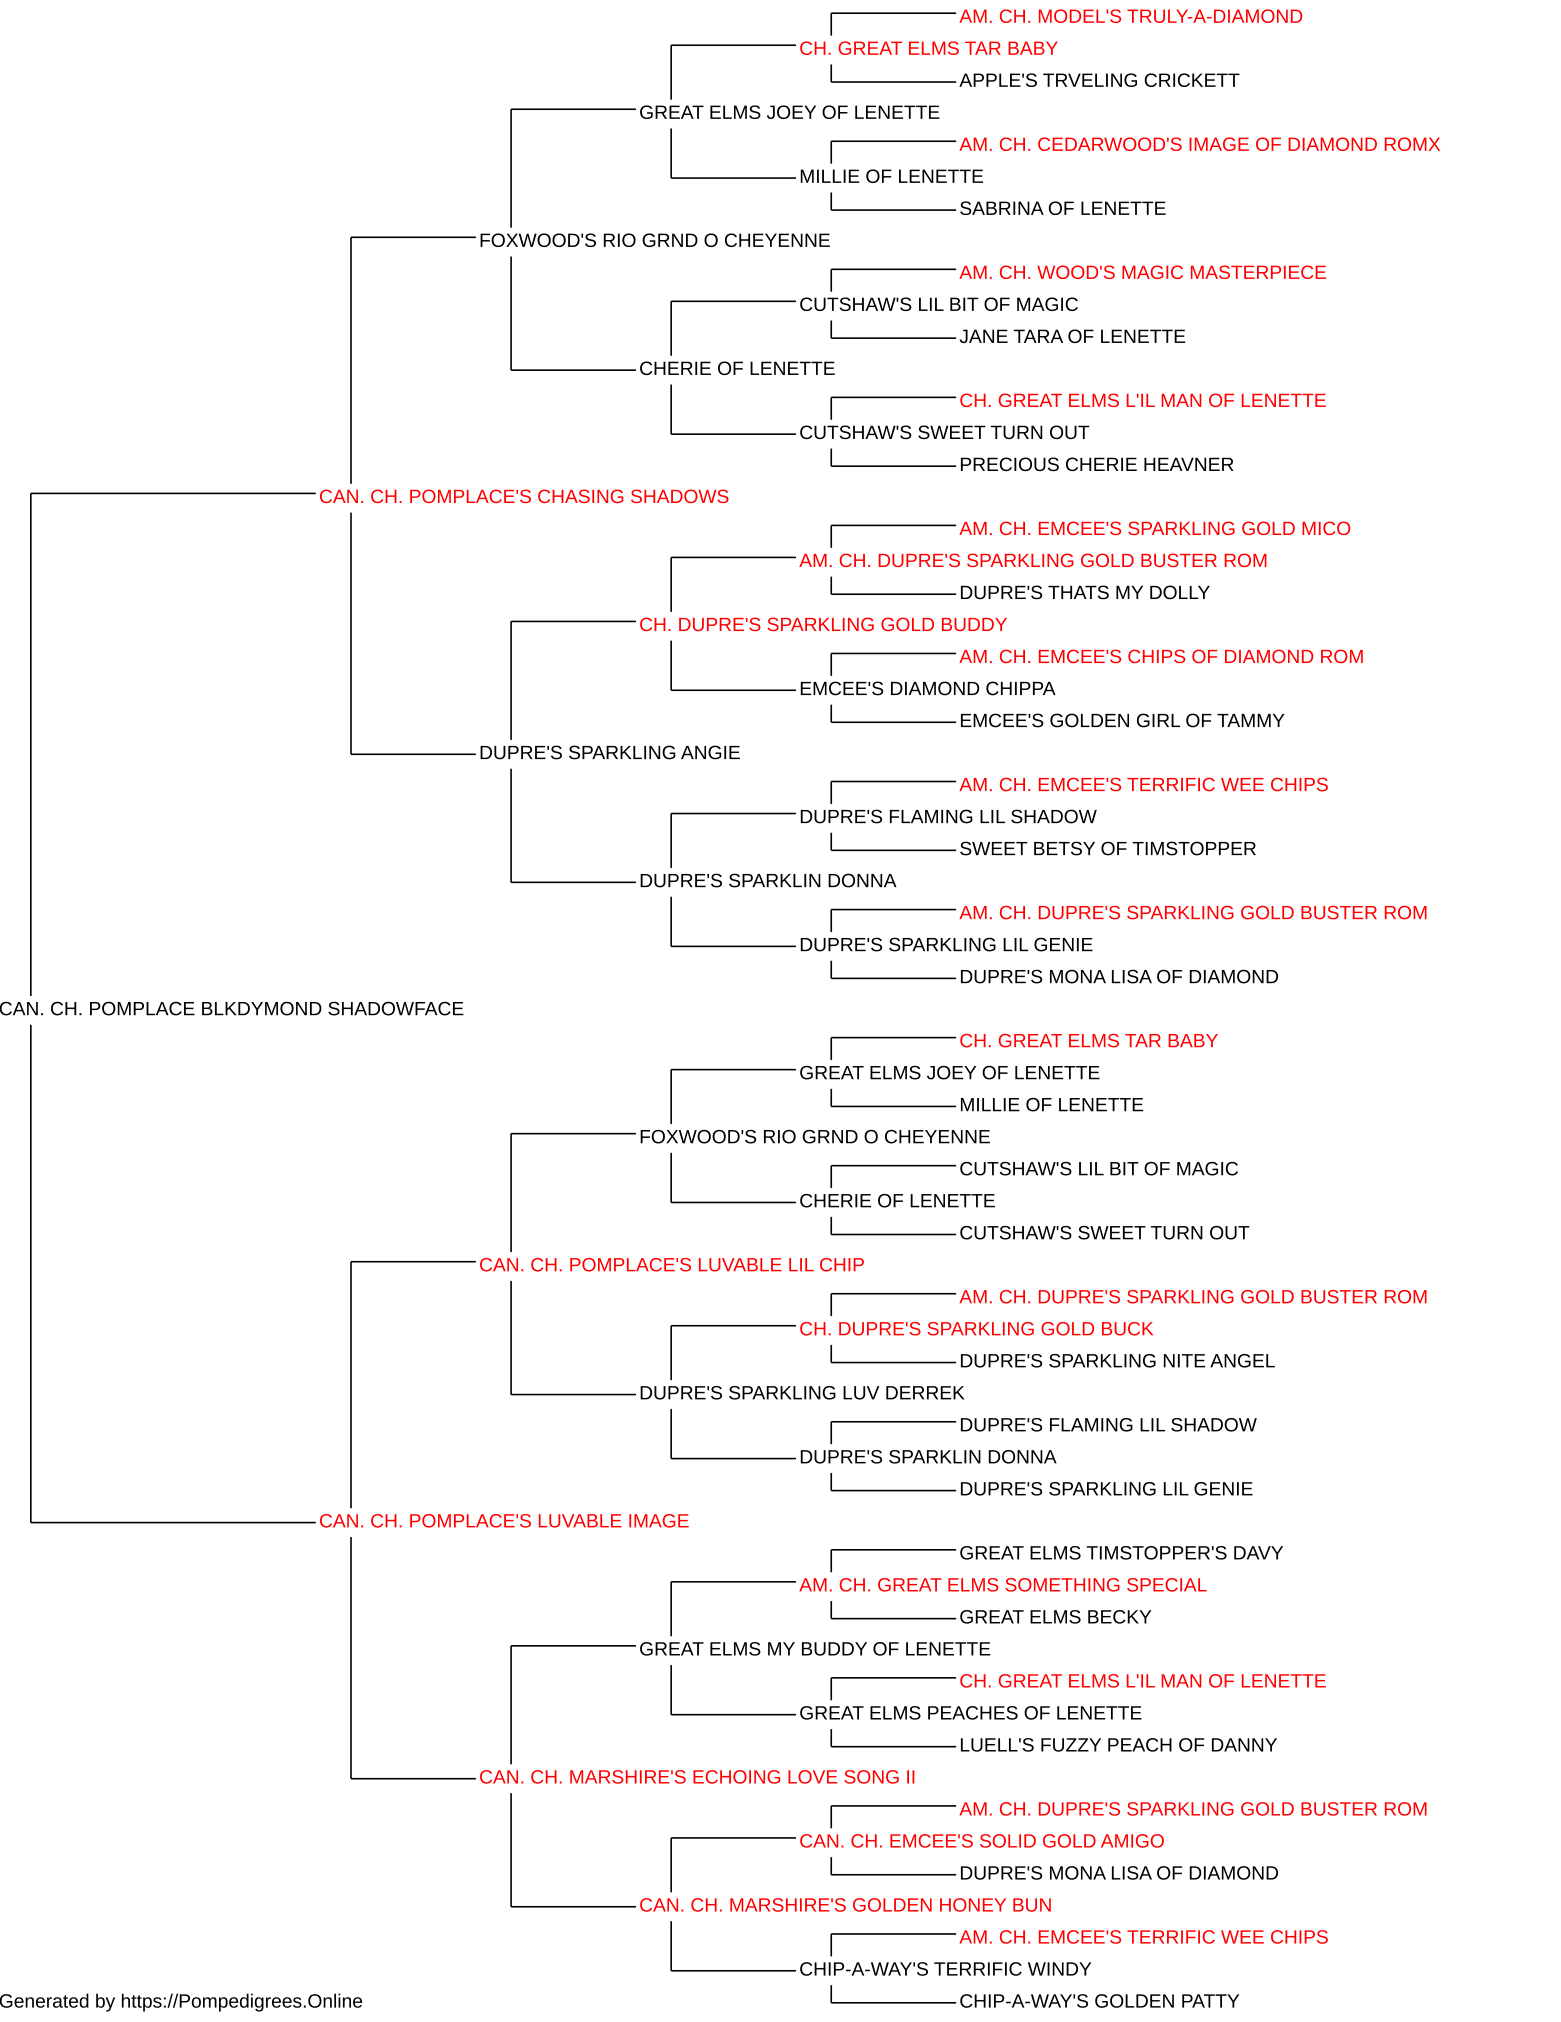 AM. CH. MODEL'S TRULY-A-DIAMOND
CH. GREAT ELMS TAR BABY
APPLE'S TRVELING CRICKETT
GREAT ELMS JOEY OF LENETTE
AM. CH. CEDARWOOD'S IMAGE OF DIAMOND ROMX
MILLIE OF LENETTE
SABRINA OF LENETTE
FOXWOOD'S RIO GRND O CHEYENNE
AM. CH. WOOD'S MAGIC MASTERPIECE
CUTSHAW'S LIL BIT OF MAGIC
JANE TARA OF LENETTE
CHERIE OF LENETTE
CH. GREAT ELMS L'IL MAN OF LENETTE
CUTSHAW'S SWEET TURN OUT
PRECIOUS CHERIE HEAVNER
CAN. CH. POMPLACE'S CHASING SHADOWS
AM. CH. EMCEE'S SPARKLING GOLD MICO
AM. CH. DUPRE'S SPARKLING GOLD BUSTER ROM
DUPRE'S THATS MY DOLLY
CH. DUPRE'S SPARKLING GOLD BUDDY
AM. CH. EMCEE'S CHIPS OF DIAMOND ROM
EMCEE'S DIAMOND CHIPPA
EMCEE'S GOLDEN GIRL OF TAMMY
DUPRE'S SPARKLING ANGIE
AM. CH. EMCEE'S TERRIFIC WEE CHIPS
DUPRE'S FLAMING LIL SHADOW
SWEET BETSY OF TIMSTOPPER
DUPRE'S SPARKLIN DONNA
AM. CH. DUPRE'S SPARKLING GOLD BUSTER ROM
DUPRE'S SPARKLING LIL GENIE
DUPRE'S MONA LISA OF DIAMOND
CAN. CH. POMPLACE BLKDYMOND SHADOWFACE
CH. GREAT ELMS TAR BABY
GREAT ELMS JOEY OF LENETTE
MILLIE OF LENETTE
FOXWOOD'S RIO GRND O CHEYENNE
CUTSHAW'S LIL BIT OF MAGIC
CHERIE OF LENETTE
CUTSHAW'S SWEET TURN OUT
CAN. CH. POMPLACE'S LUVABLE LIL CHIP
AM. CH. DUPRE'S SPARKLING GOLD BUSTER ROM
CH. DUPRE'S SPARKLING GOLD BUCK
DUPRE'S SPARKLING NITE ANGEL
DUPRE'S SPARKLING LUV DERREK
DUPRE'S FLAMING LIL SHADOW
DUPRE'S SPARKLIN DONNA
DUPRE'S SPARKLING LIL GENIE
CAN. CH. POMPLACE'S LUVABLE IMAGE
GREAT ELMS TIMSTOPPER'S DAVY
AM. CH. GREAT ELMS SOMETHING SPECIAL
GREAT ELMS BECKY
GREAT ELMS MY BUDDY OF LENETTE
CH. GREAT ELMS L'IL MAN OF LENETTE
GREAT ELMS PEACHES OF LENETTE
LUELL'S FUZZY PEACH OF DANNY
CAN. CH. MARSHIRE'S ECHOING LOVE SONG II
AM. CH. DUPRE'S SPARKLING GOLD BUSTER ROM
CAN. CH. EMCEE'S SOLID GOLD AMIGO
DUPRE'S MONA LISA OF DIAMOND
CAN. CH. MARSHIRE'S GOLDEN HONEY BUN
AM. CH. EMCEE'S TERRIFIC WEE CHIPS
CHIP-A-WAY'S TERRIFIC WINDY
CHIP-A-WAY'S GOLDEN PATTY
Generated by https://Pompedigrees.Online